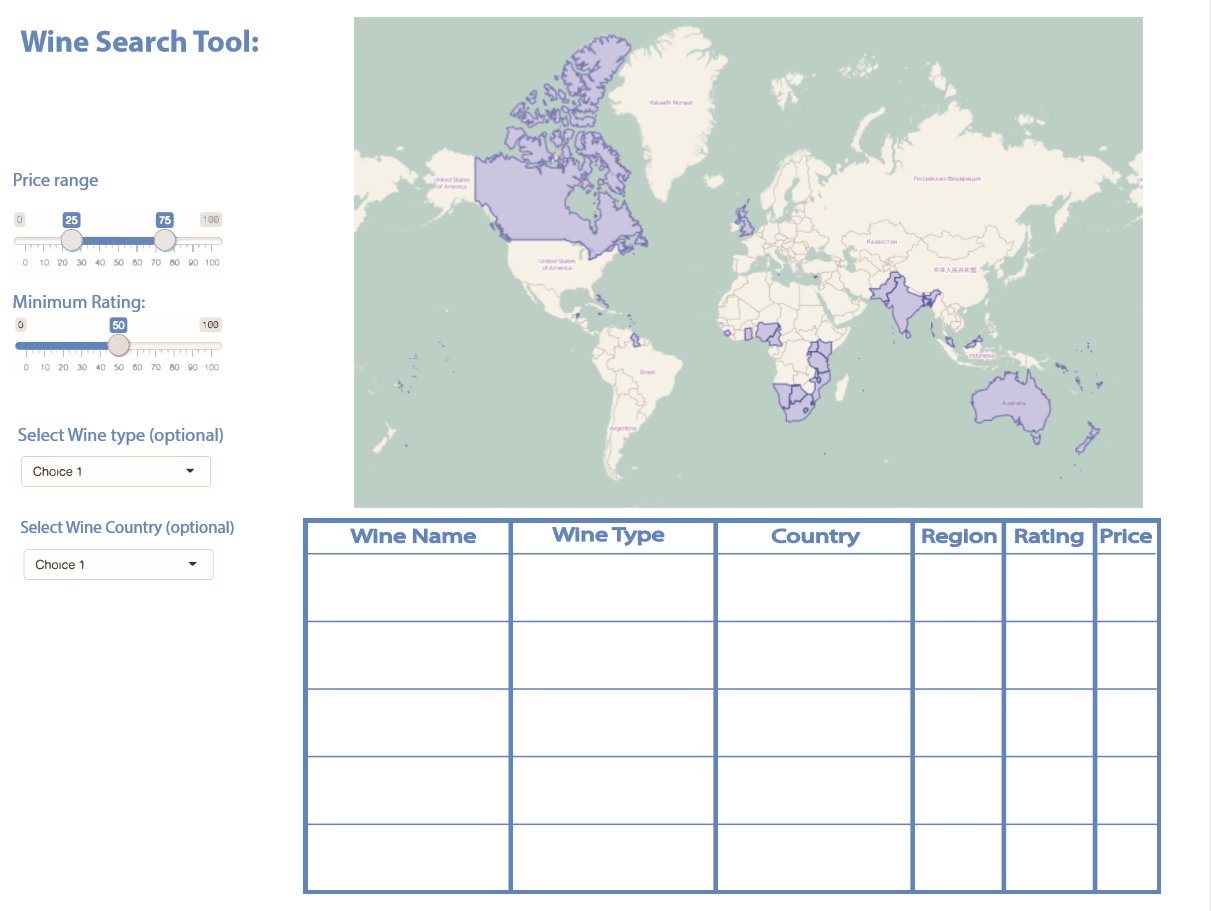 Wine Search Tool:
Price range
0 25 75 100
0 10 20 30 40 50 60 70 80 90 100
Minimum Rating:
0 50 100
0 10 20 30 40 50 60 70 80 90 100
Select Wine type (optional)
Choice 1
Select Wine Country (optional)
Choice 1
Kalaallit Nunaat
United States
of America
Российская Федерация
United States
of America
Казахстан
中华人民共和国
Indonesia
Brasil
Australia
Argentina
Wine Name Wine Type Country Region Rating Price